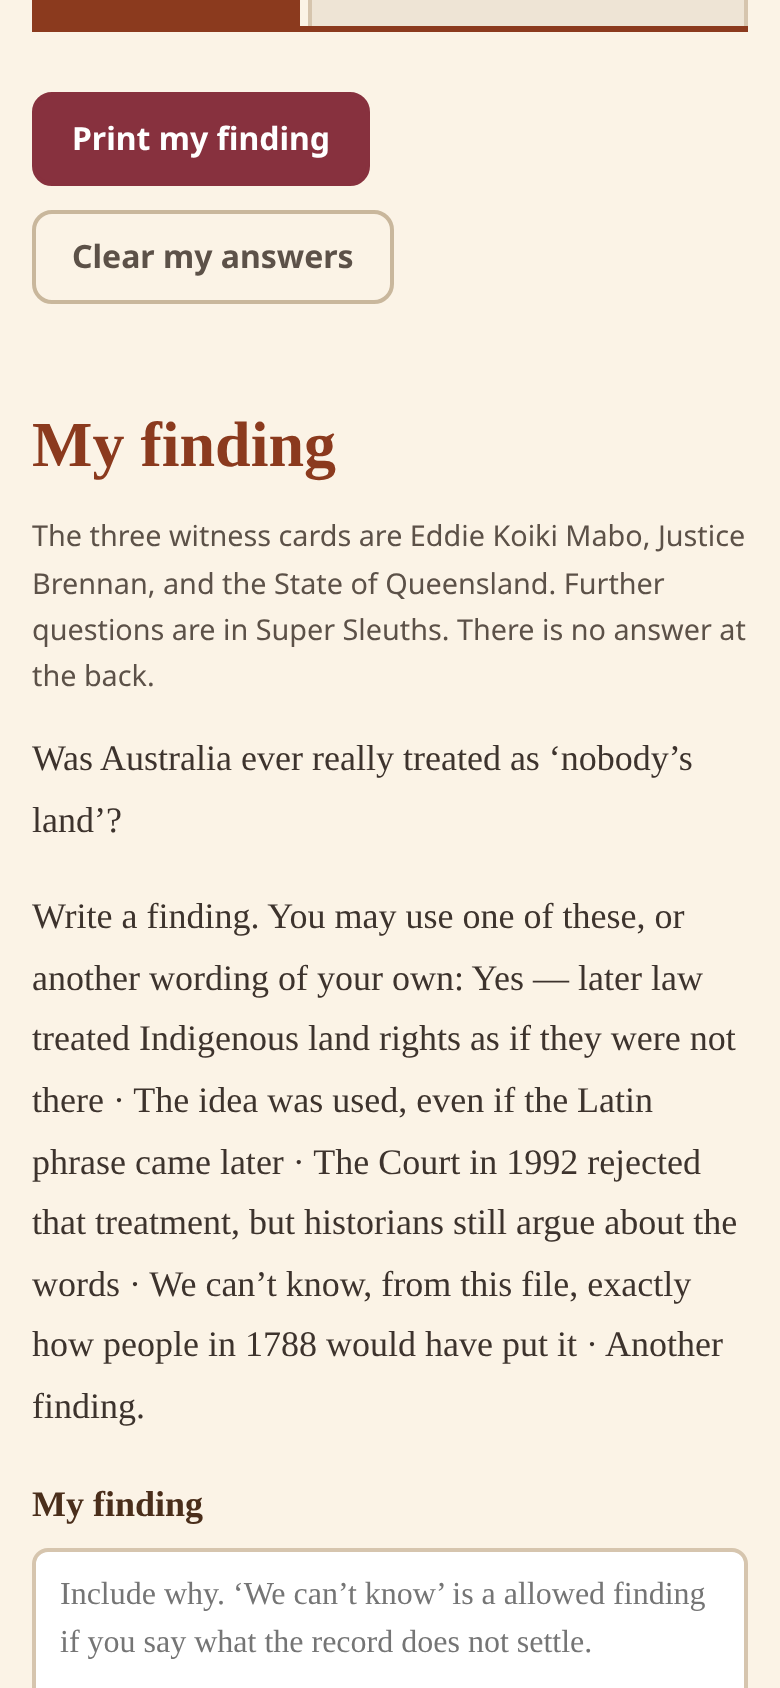 Print my finding
Clear my answers
My finding
The three witness cards are Eddie Koiki Mabo, Justice
Brennan, and the State of Queensland. Further
questions are in Super Sleuths. There is no answer at
the back.
Was Australia ever really treated as ‘nobody’s
land’?
Write a finding. You may use one of these, or
another wording of your own: Yes — later law
treated Indigenous land rights as if they were not
there · The idea was used, even if the Latin
phrase came later · The Court in 1992 rejected
that treatment, but historians still argue about the
words · We can’t know, from this file, exactly
how people in 1788 would have put it · Another
finding.
My finding
Include why. ‘We can’t know’ is a allowed finding
if you say what the record does not settle.